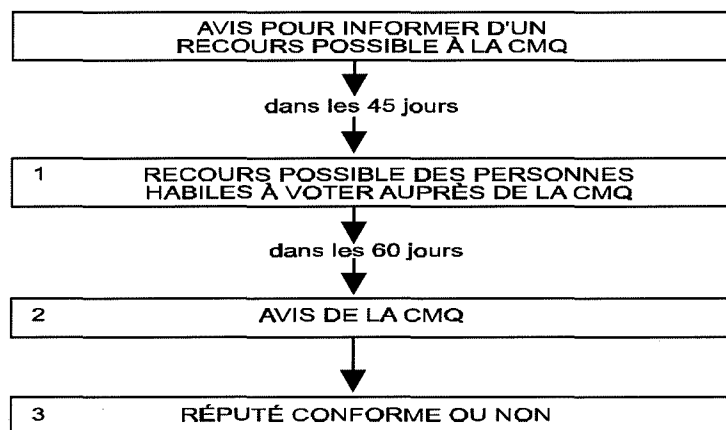 AVIS POUR INFORMER D'UN
RECOURS POSSIBLE À LA CMQ
dans les 45 jours
1 RECOURS POSSIBLE DES PERSONNES
HABILES À VOTER AUPRÈS DE LA CMQ
dans les 60 jours
2 AVIS DE LA CMQ
3 RÉPUTÉ CONFORME OU NON